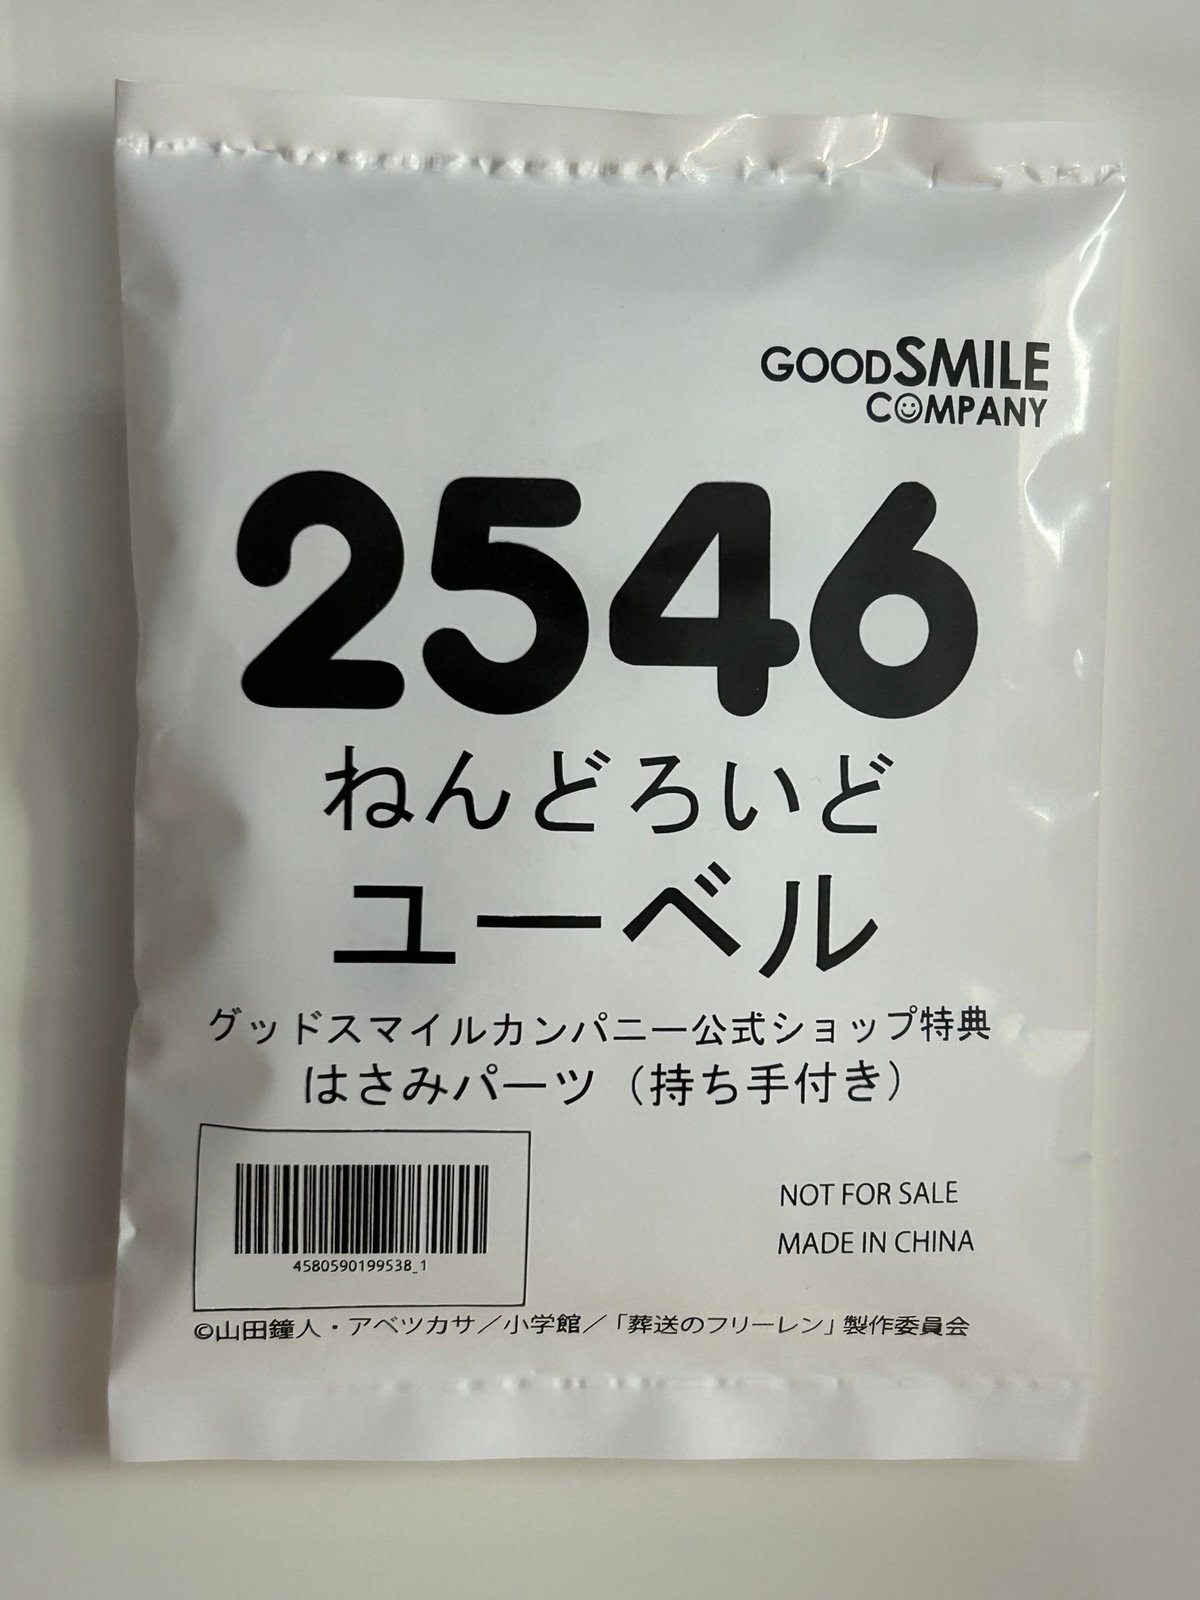 GOODSMILE
COMPANY
2546
ねんどろいど
ユーベル
グッドスマイルカンパニー公式ショップ特典
はさみパーツ（持ち手付き）
4580590199538_1
NOT FOR SALE
MADE IN CHINA
©山田鐘人・アベツカサ／小学館／「葬送のフリーレン」製作委員会